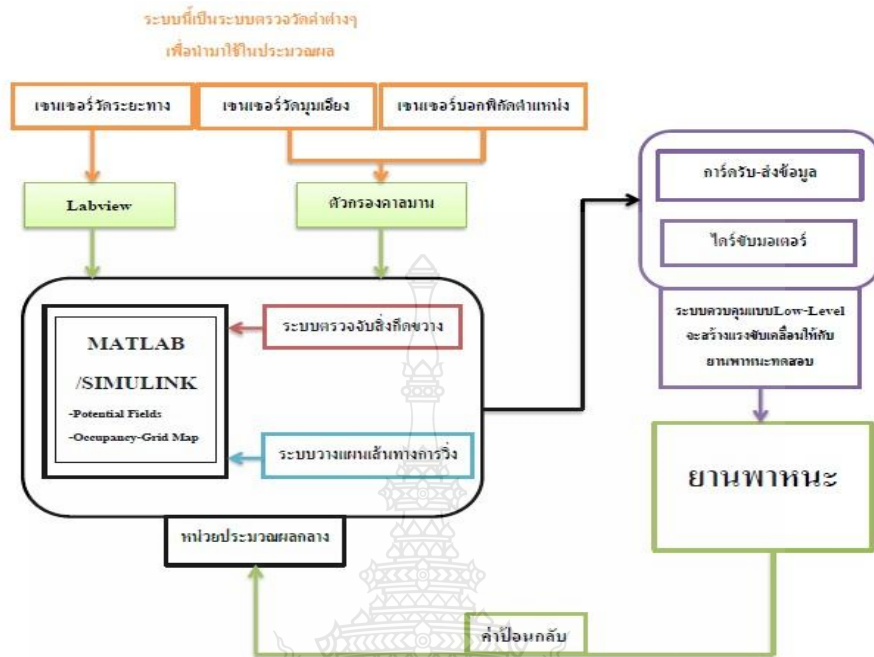 ระบบนี้เป็นระบบตรวจวัดค่าต่างๆ
เพื่อนำมาใช้ในประมวณผล
เซนเซอร์วัดระยะทาง
เซนเซอร์วัดมุมเอียง
เซนเซอร์บอกพิกัดตำแหน่ง
Labview
ตัวกรองคาลมาน
MATLAB
/SIMULINK
-Potential Fields
-Occupancy-Grid Map
ระบบตรวจจับสิ่งกีดขวาง
ระบบวางแผนเส้นทางการวิ่ง
หน่วยประมวณผลกลาง
การ์ดรับ-ส่งข้อมูล
ไดร์ขับมอเตอร์
ระบบควบคุมแบบLow-Level
จะสร้างแรงขับเคลื่อนให้กับ
ยานพาหนะทดสอบ
ยานพาหนะ
ค่าป้อนกลับ